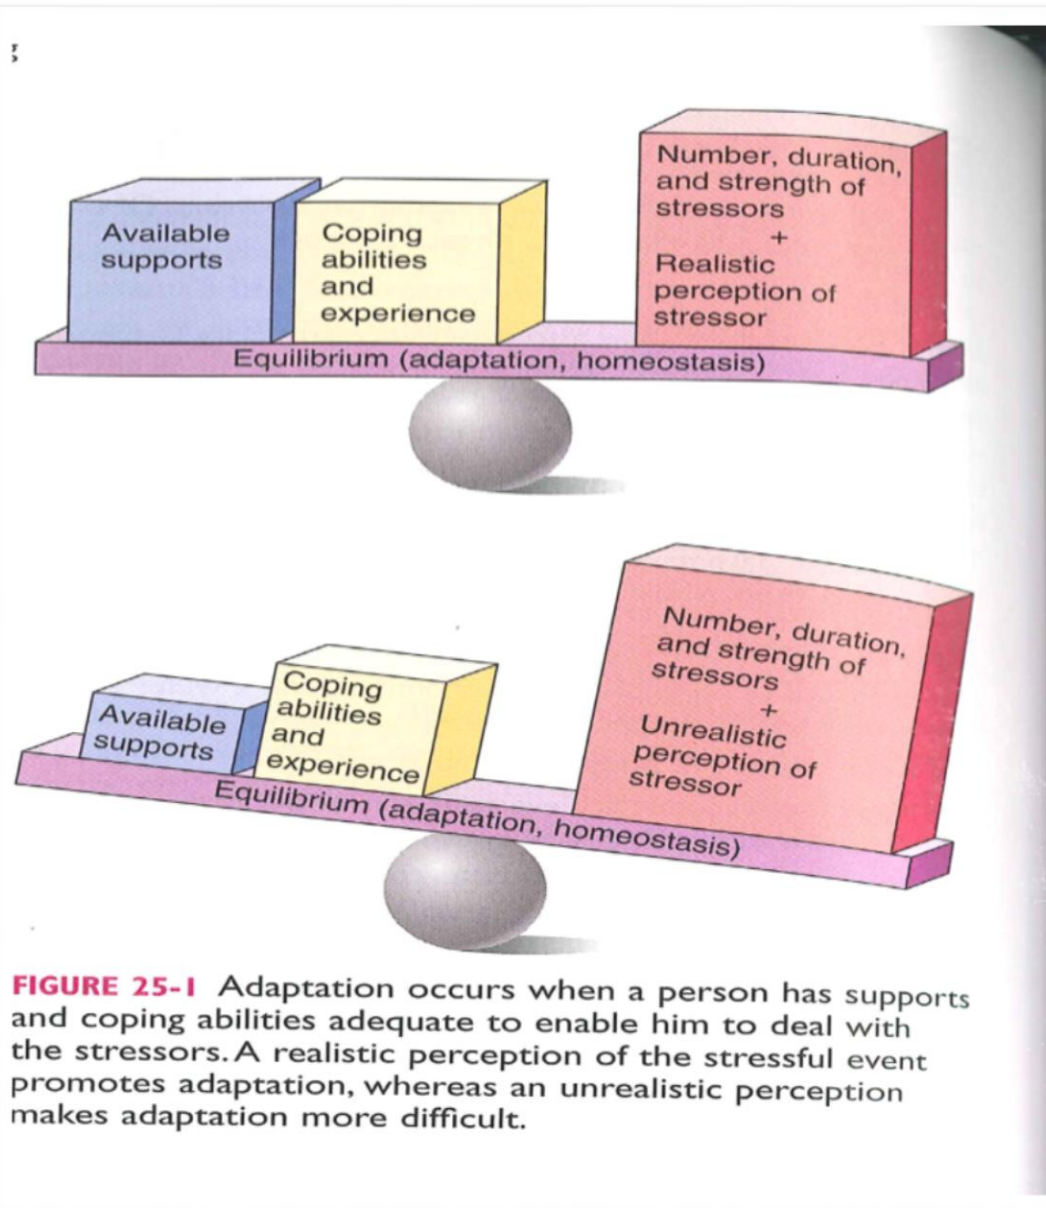 Available
supports
Coping
abilities
and
experience
Number, duration,
and strength of
stressors
+
Realistic
perception of
stressor
Equilibrium (adaptation, homeostasis)
Available
supports
Coping
abilities
and
experience
Number, duration,
and strength of
stressors
+
Unrealistic
perception of
stressor
Equilibrium (adaptation, homeostasis)
FIGURE 25-1 Adaptation occurs when a person has supports
and coping abilities adequate to enable him to deal with
the stressors. A realistic perception of the stressful event
promotes adaptation, whereas an unrealistic perception
makes adaptation more difficult.